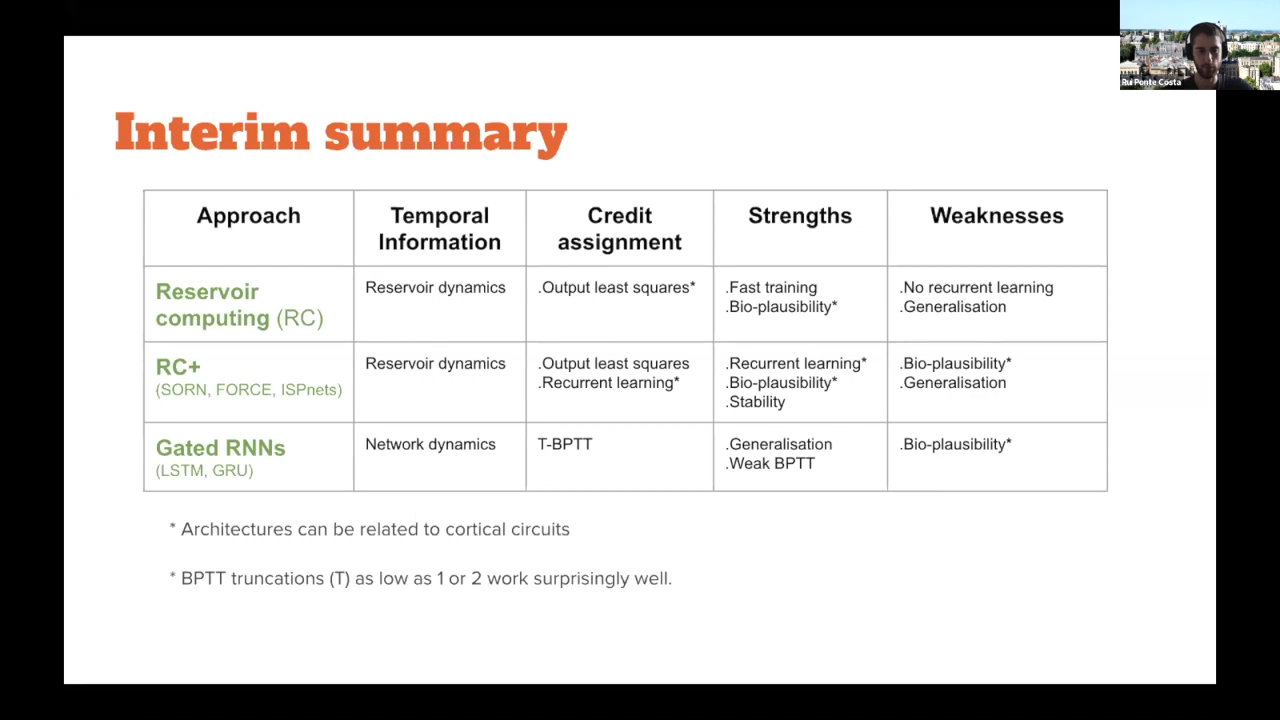 Rui Ponte Costa
Interim summary
Approach
Temporal
Information
Credit
assignment
Strengths
Weaknesses
Reservoir
computing (RC)
Reservoir dynamics
.Output least squares*
.Fast training
.Bio-plausibility*
.No recurrent learning
.Generalisation
RC+
(SORN, FORCE, ISPnets)
Reservoir dynamics
.Output least squares
.Recurrent learning*
.Recurrent learning*
.Bio-plausibility*
.Stability
.Bio-plausibility*
.Generalisation
Gated RNNs
(LSTM, GRU)
Network dynamics
T-BPTT
.Generalisation
.Weak BPTT
.Bio-plausibility*
* Architectures can be related to cortical circuits
* BPTT truncations (T) as low as 1 or 2 work surprisingly well.